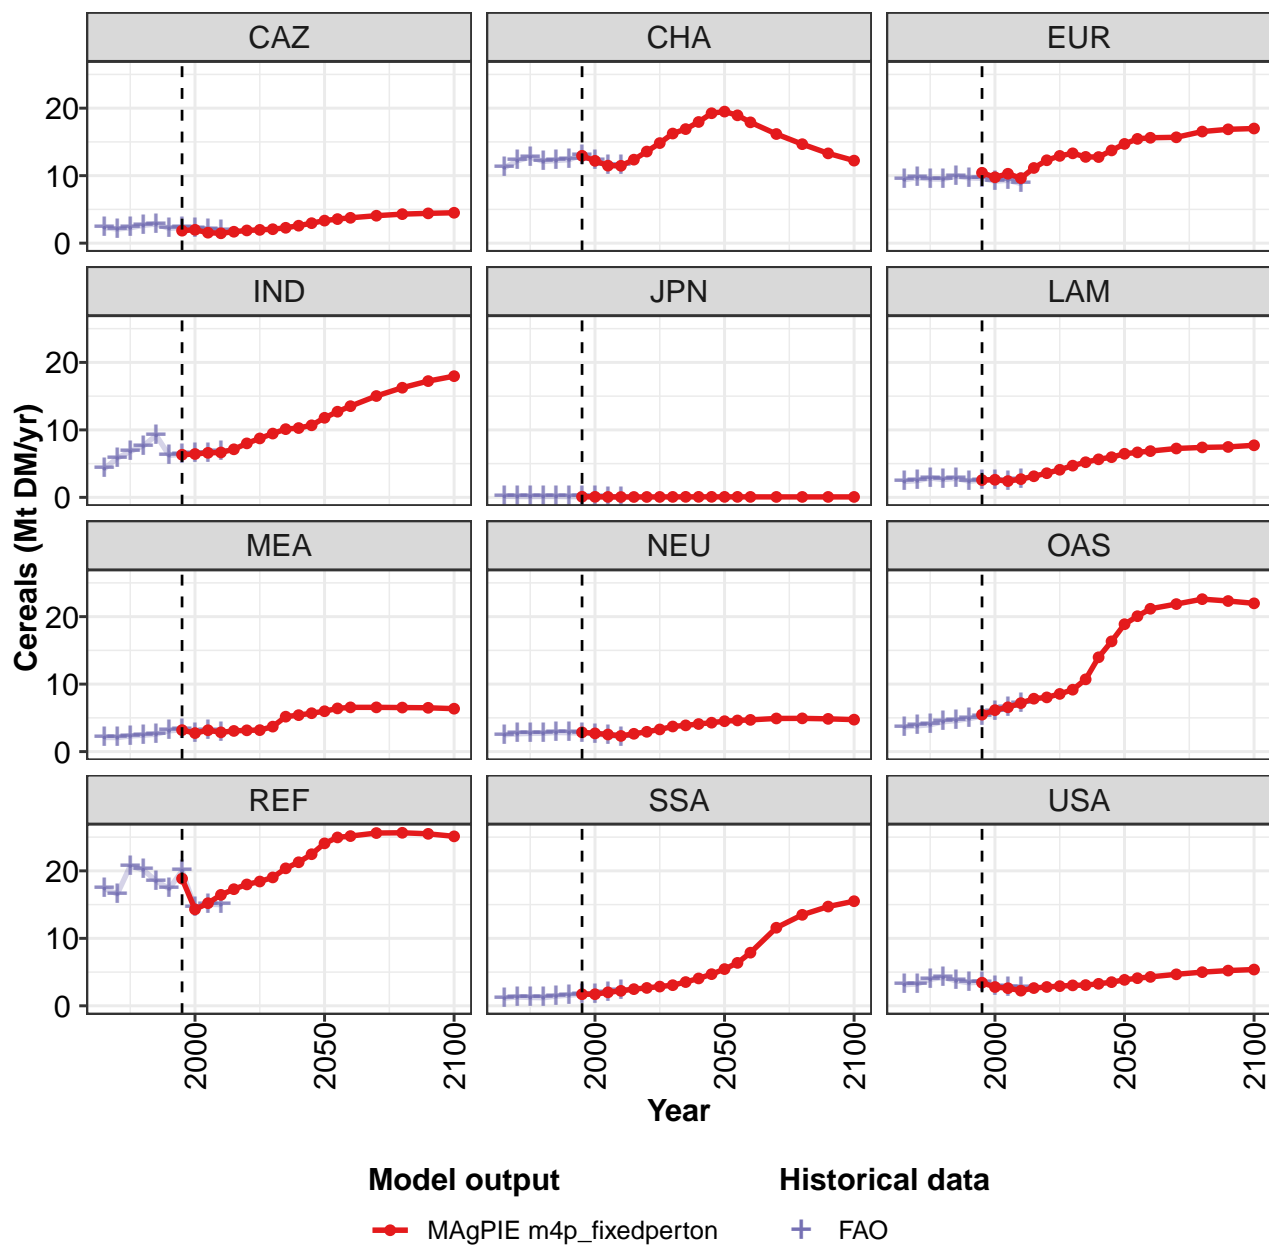 CAZ CHA EUR
20
10
0
IND JPN LAM
20
10
0
MEA NEU OAS
20
10
0
REF SSA USA
20
10
0
2000 2050 2100 2000 2050 2100 2000 2050 2100
Cereals (Mt DM/yr)
Year
Model output Historical data
MAgPIE m4p_fixedperton FAO